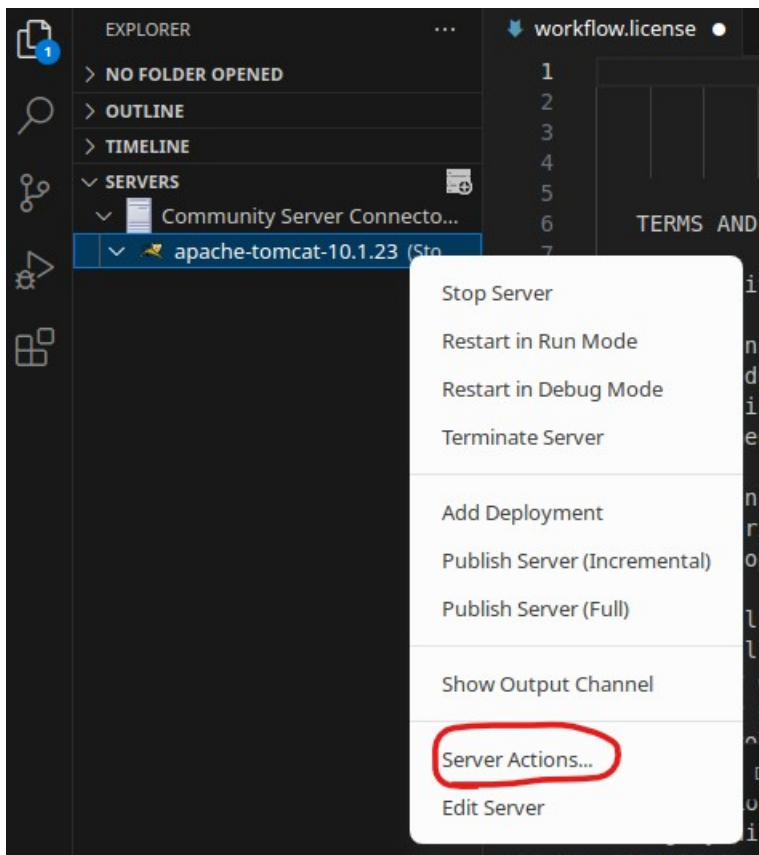 EXPLORER ...
workflow.license
1
NO FOLDER OPENED
1
2
OUTLINE
3
TIMELINE
4
SERVERS
5
Community Server Connecto...
6
TERMS AND
apache-tomcat-10.1.23 (Sto
7
Stop Server
Restart in Run Mode
Restart in Debug Mode
Terminate Server
Add Deployment
Publish Server (Incremental)
Publish Server (Full)
Show Output Channel
Server Actions...
Edit Server